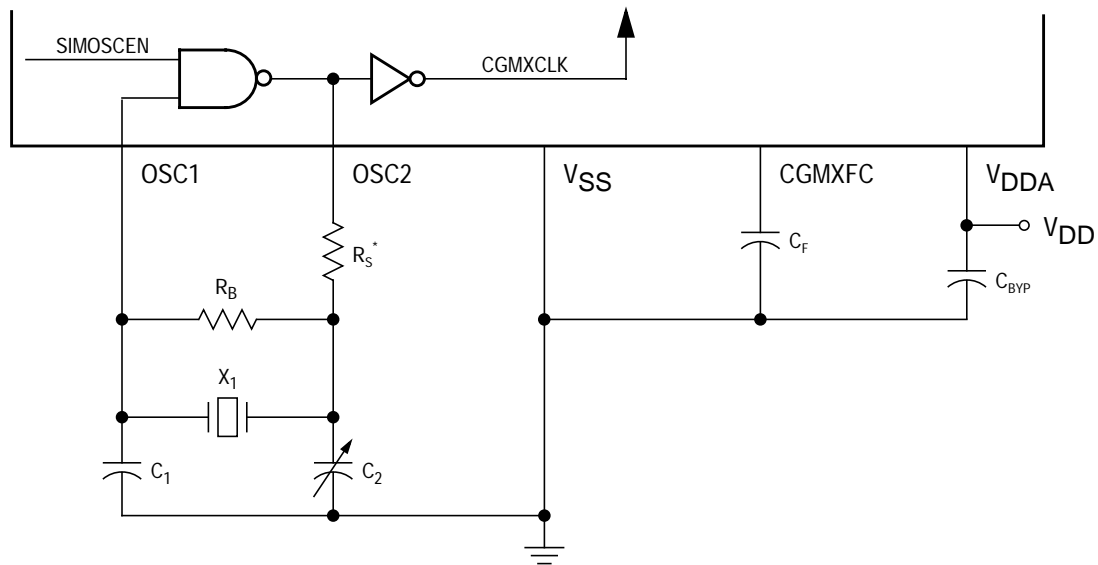 SIMOSCEN
CGMXCLK
OSC1
OSC2
VSS
CGMXFC
VDDA
VDD
RS*
CF
CBYP
RB
X1
C1
C2